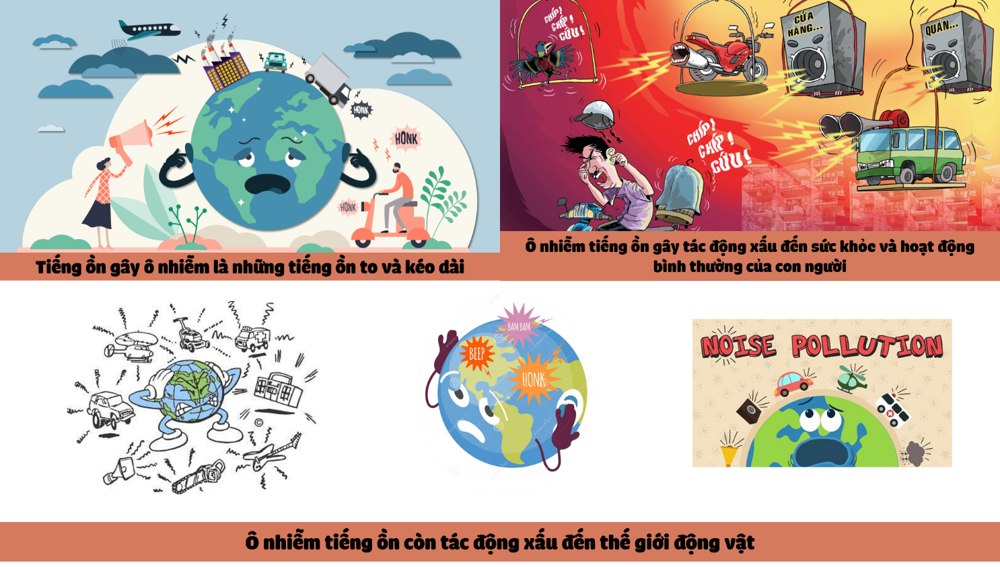 HONK
HONK
HONK
Tiếng ồn gây ô nhiễm là những tiếng ồn to và kéo dài
CHÍP!
CHÍP!
CỨU!
CỬA
HÀNG...
QUÁN...
CHÍP!
CHÍP!
CỨU!
Ô nhiễm tiếng ồn gây tác động xấu đến sức khỏe và hoạt động
bình thường của con người
©
BAM BAM
BEEP
HONK
NOISE POLLUTION
Ô nhiễm tiếng ồn còn tác động xấu đến thế giới động vật